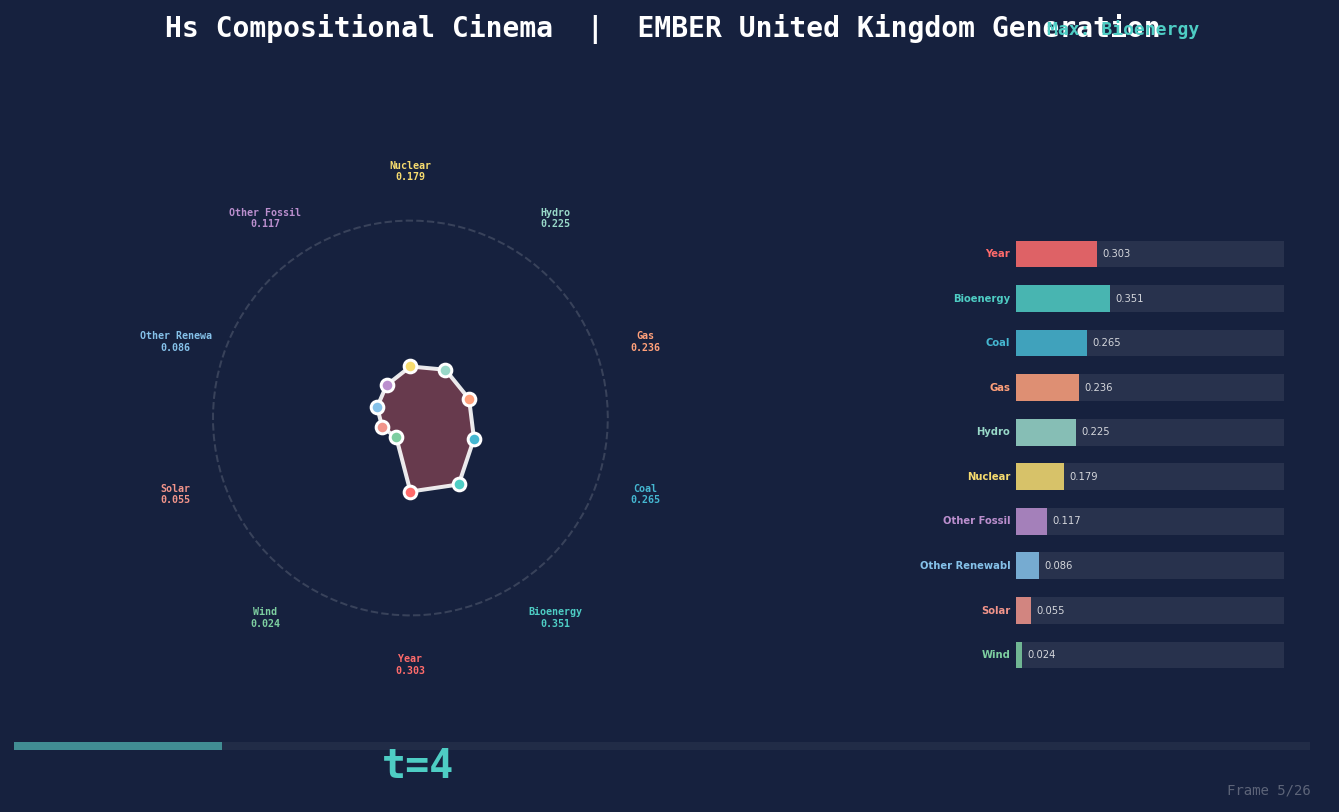 Hs Compositional Cinema | EMBER United Kingdom Generation
Max: Bioenergy
Nuclear
0.179
Other Fossil
0.117
Hydro
0.225
Other Renewa
0.086
Gas
0.236
Solar
0.055
Coal
0.265
Wind
0.024
Bioenergy
0.351
Year
0.303
Year 0.303
Bioenergy 0.351
Coal 0.265
Gas 0.236
Hydro 0.225
Nuclear 0.179
Other Fossil 0.117
Other Renewabl 0.086
Solar 0.055
Wind 0.024
t=4
Frame 5/26